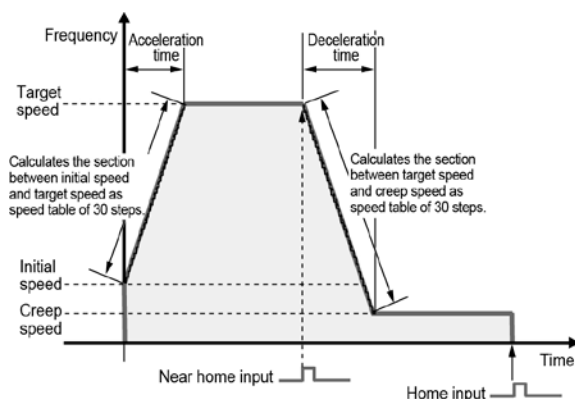 Frequency
Acceleration
time
Deceleration
time
Target
speed
Calculates the section
between initial speed
and target speed as
speed table of 30 steps.
Calculates the section
between target speed
and creep speed as
speed table of 30 steps.
Initial
speed
Creep
speed
Time
Near home input
Home input